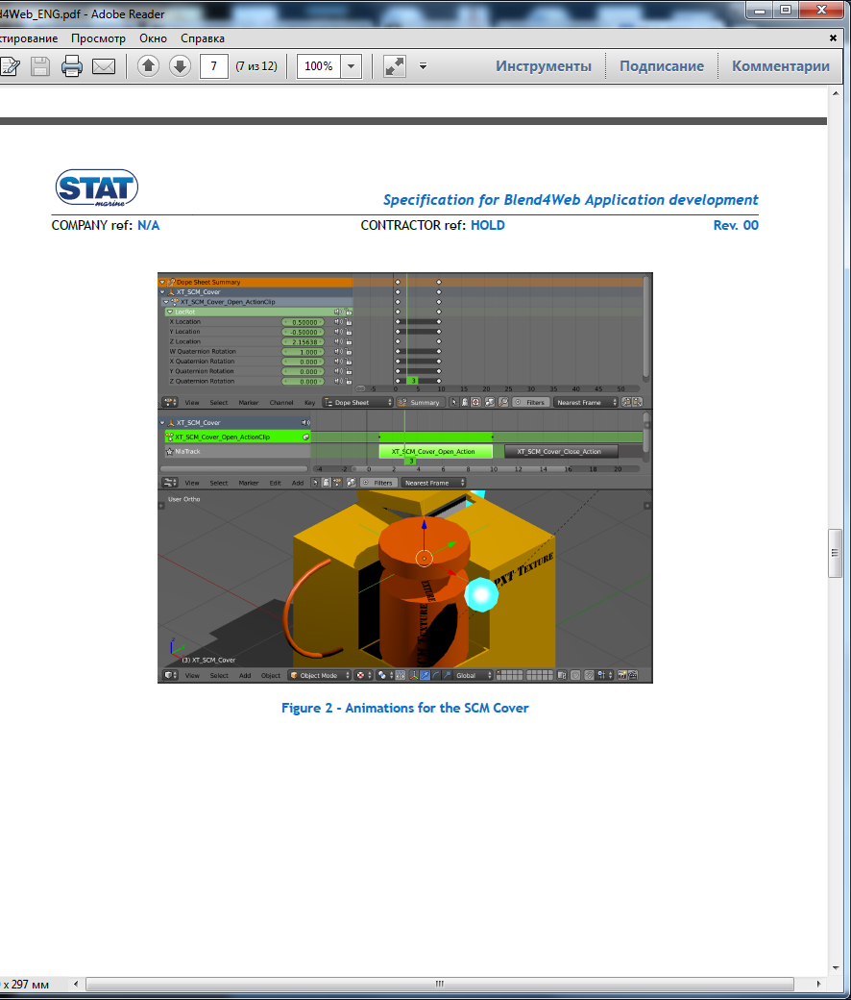 d4Web_ENG.pdf - Adobe Reader
ктирование Просмотр Окно Справка
7 (7 из 12) 100% Инструменты Подписание Комментарии
STAT
marine
Specification for Blend4Web Application development
COMPANY ref: N/A CONTRACTOR ref: HOLD Rev. 00
Dope Sheet Summary
XT_SCM_Cover
XT_SCM_Cover_Open_ActionClip
LocRot
X Location 0.50000
Y Location -0.50000
Z Location 2.15638
W Quaternion Rotation 1.000
X Quaternion Rotation 0.000
Y Quaternion Rotation 0.000
Z Quaternion Rotation 0.000
-5 0 3 5 10 15 20 25 30 35 40 45 50
View Select Marker Channel Key Dope Sheet Summary Filters Nearest Frame
XT_SCM_Cover
XT_SCM_Cover_Open_ActionClip
NlaTrack XT_SCM_Cover_Open_Action XT_SCM_Cover_Close_Action
-4 -2 0 2 3 4 6 8 10 12 14 16 18 20
View Select Marker Edit Add Filters Nearest Frame
User Ortho
PXT TEXTURE
EXTURE
SCM TEXTURE
(3) XT_SCM_Cover
View Select Add Object Object Mode Global
Figure 2 - Animations for the SCM Cover
x 297 мм